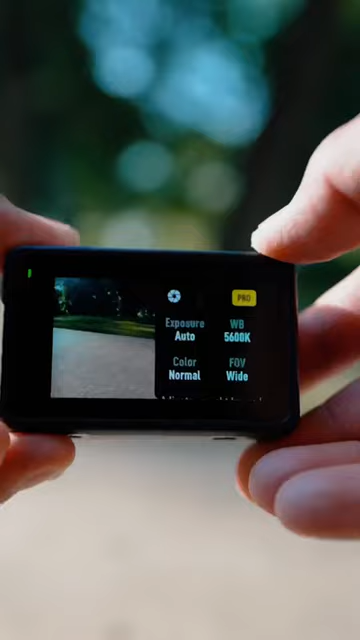 PRO
Exposure WB
Auto 5600K
Color FOV
Normal Wide